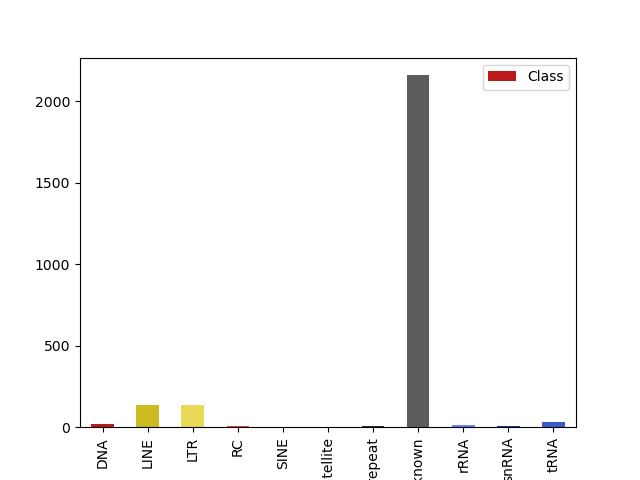 Class
2000
1500
1000
500
0
DNA
LINE
LTR
RC
SINE
tellite
repeat
known
rRNA
snRNA
tRNA